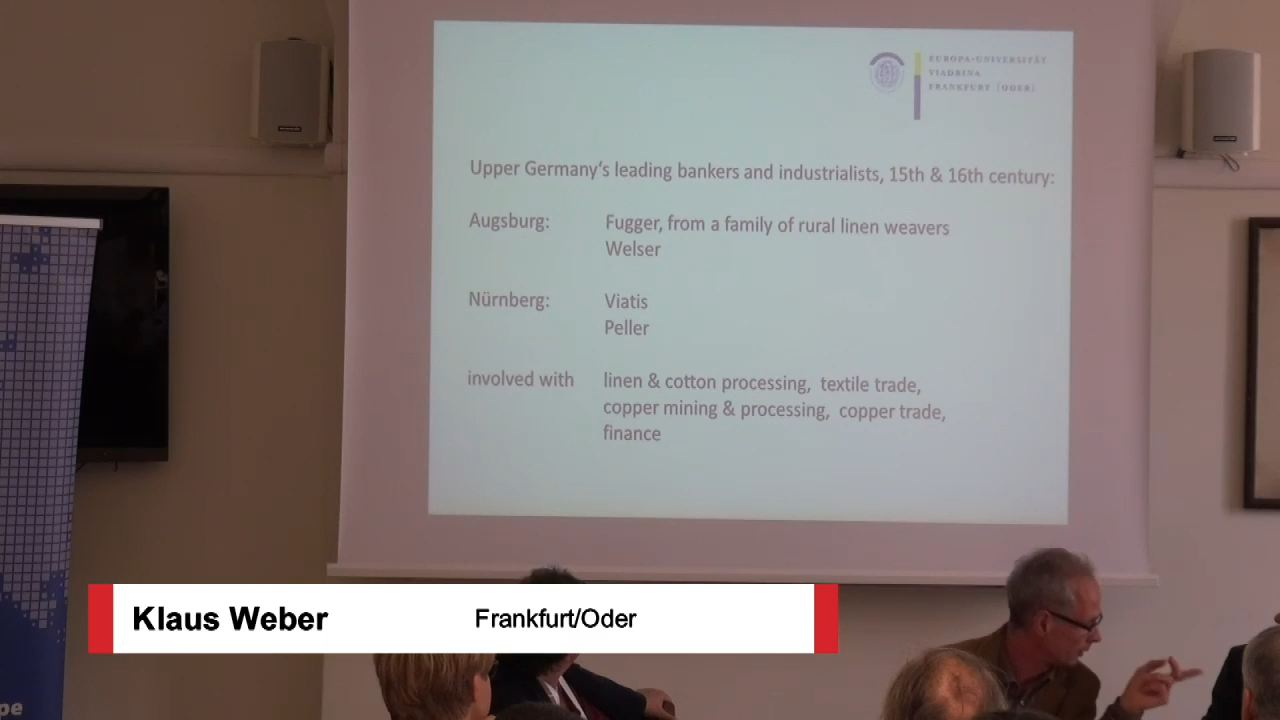 EUROPA-UNIVERSITÄT
VIADRINA
FRANKFURT (ODER)
Upper Germany's leading bankers and industrialists, 15th & 16th century:
Augsburg: Fugger, from a family of rural linen weavers
Welser
Nürnberg: Viatis
Peller
involved with linen & cotton processing, textile trade,
copper mining & processing, copper trade,
finance
Klaus Weber Frankfurt/Oder
pe